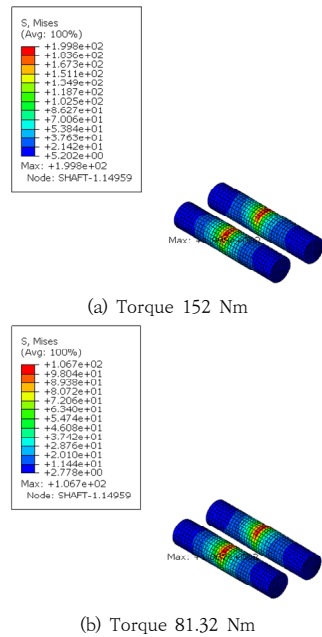 S, Mises
(Avg: 100%)
+1.998e+02
+1.036e+02
+1.673e+02
+1.511e+02
+1.349e+02
+1.187e+02
+1.025e+02
+8.627e+01
+7.006e+01
+5.384e+01
+3.763e+01
+2.142e+01
+5.202e+00
Max: +1.998e+02
Node: SHAFT-1.14959
Max:
(a) Torque 152 Nm
S, Mises
(Avg: 100%)
+1.067e+02
+9.804e+01
+8.938e+01
+8.072e+01
+7.206e+01
+6.340e+01
+5.474e+01
+4.608e+01
+3.742e+01
+2.876e+01
+2.010e+01
+1.144e+01
+2.778e+00
Max: +1.067e+02
Node: SHAFT-1.14959
Max:
(b) Torque 81.32 Nm